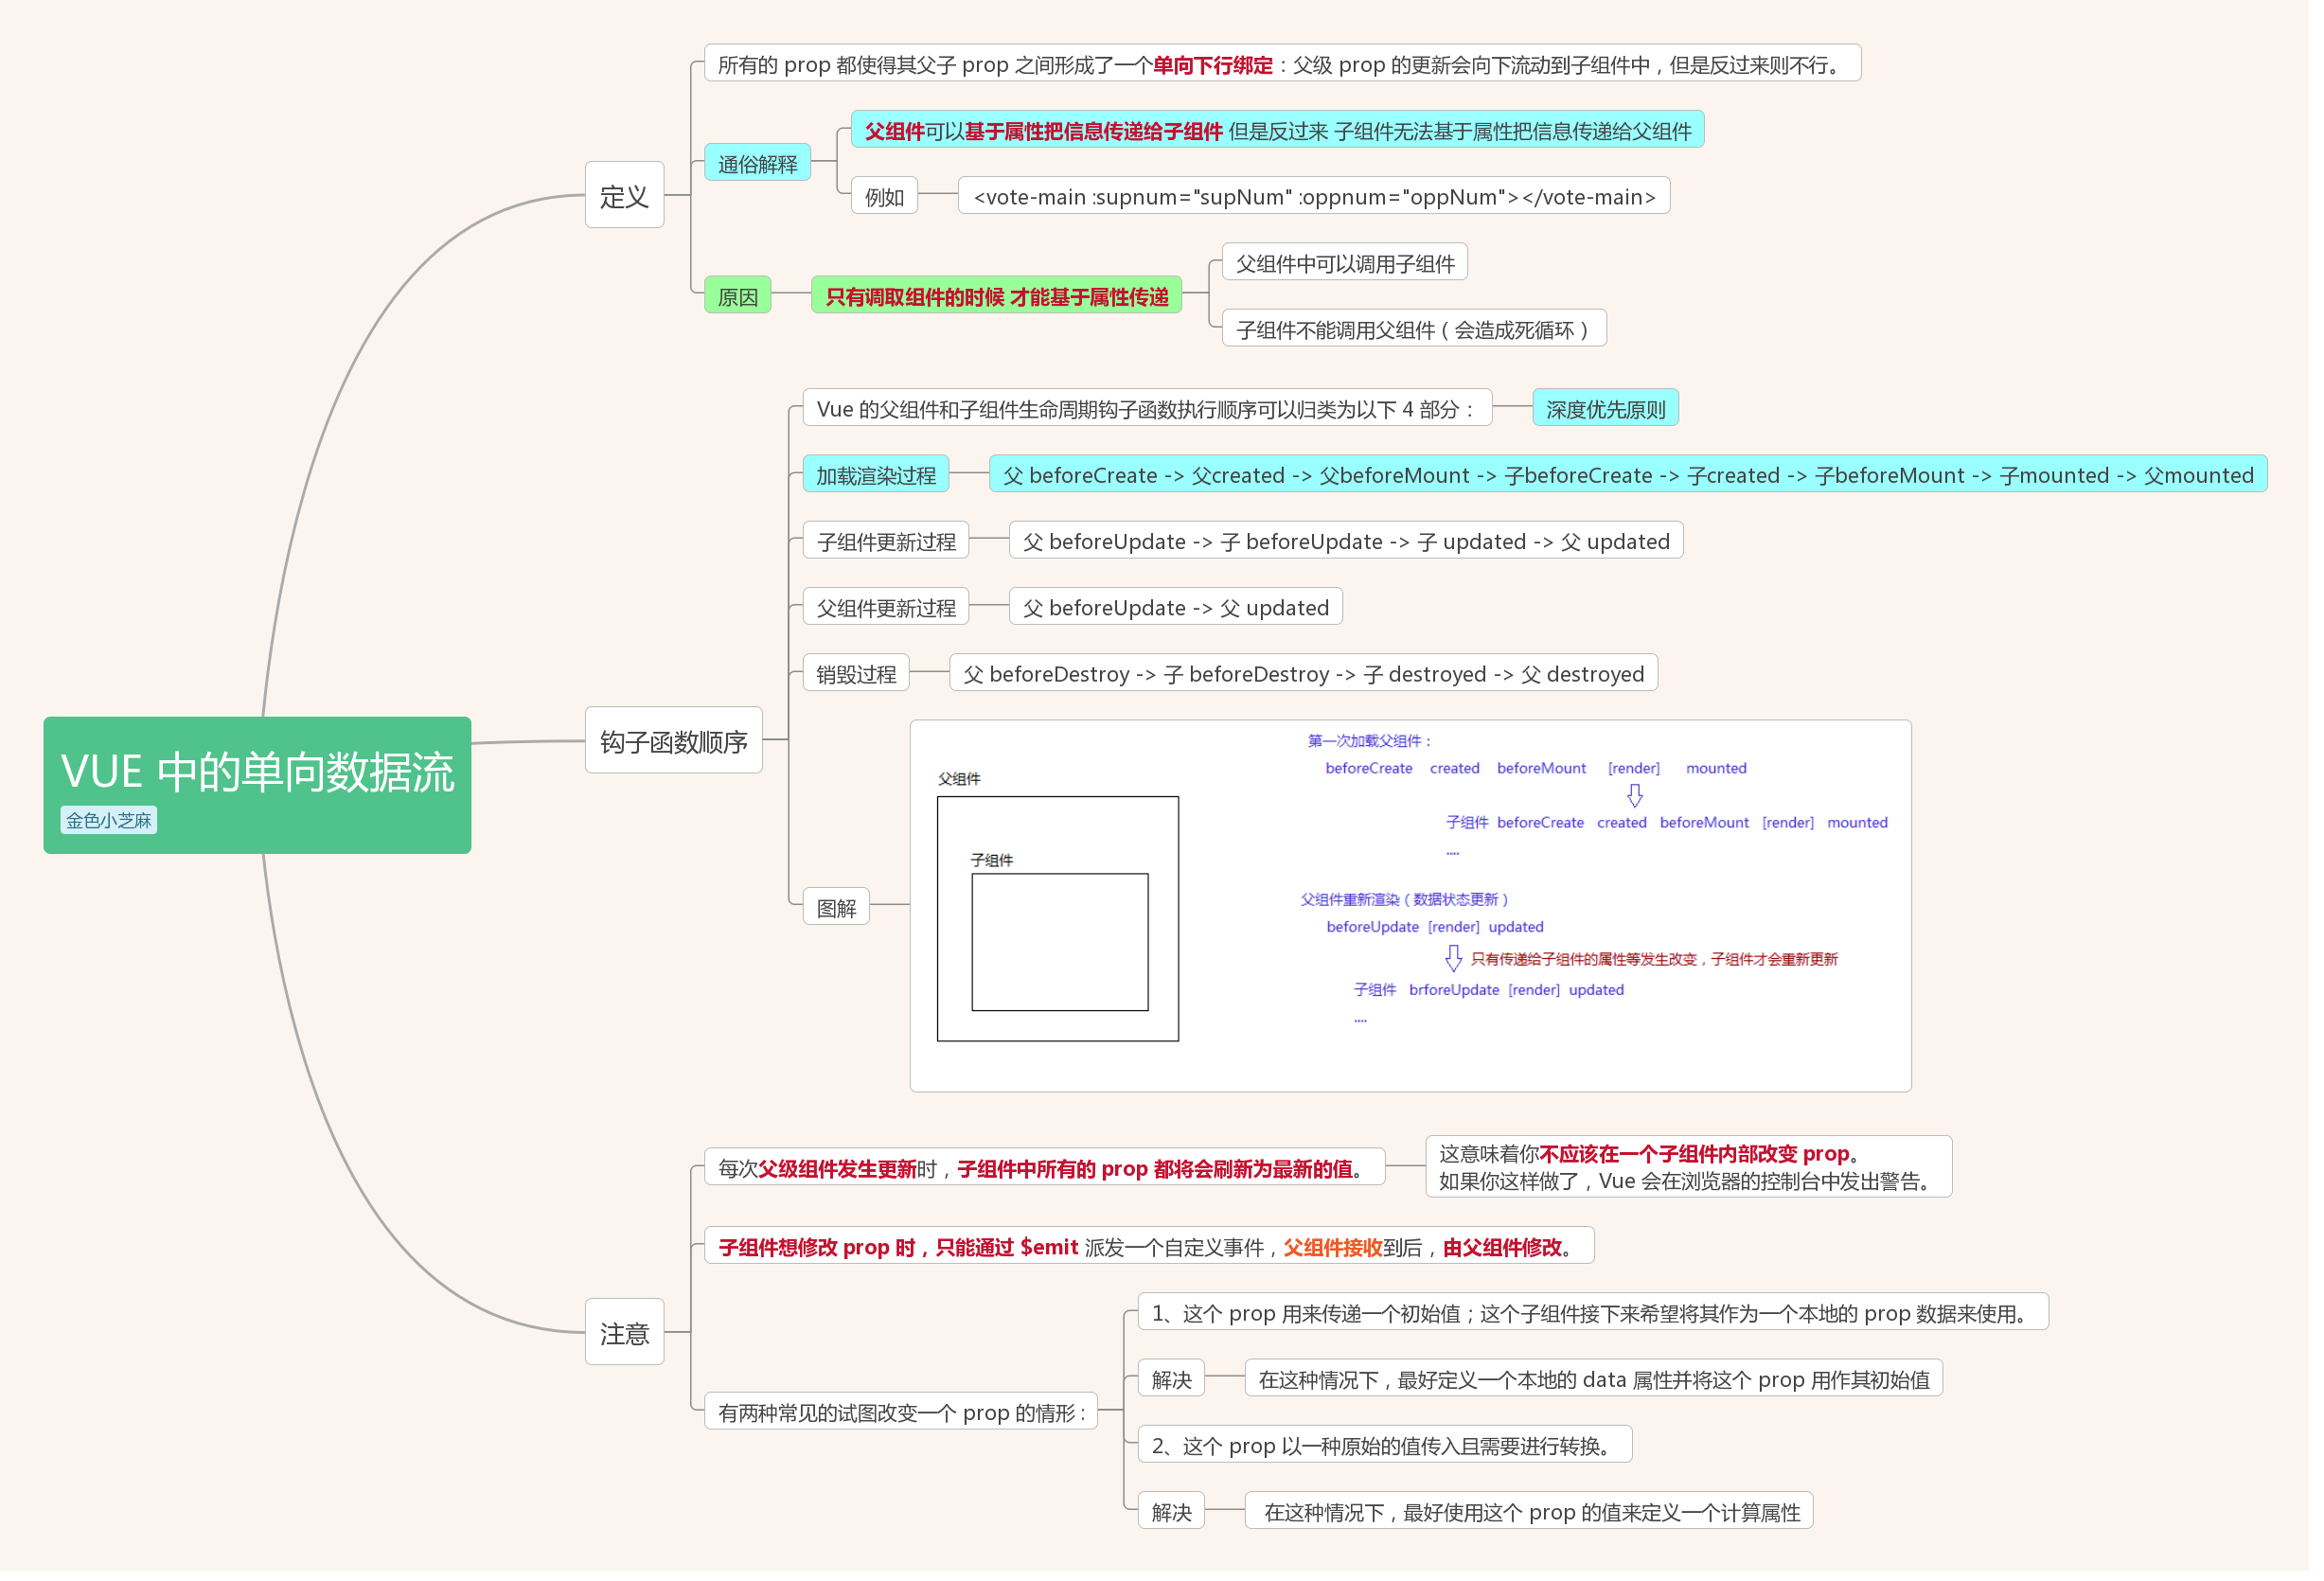 VUE 中的单向数据流
金色小芝麻
定义
所有的 prop 都使得其父子 prop 之间形成了一个单向下行绑定：父级 prop 的更新会向下流动到子组件中，但是反过来则不行。
通俗解释
父组件可以基于属性把信息传递给子组件 但是反过来 子组件无法基于属性把信息传递给父组件
例如
<vote-main :supnum="supNum" :oppnum="oppNum"></vote-main>
原因
只有调取组件的时候 才能基于属性传递
父组件中可以调用子组件
子组件不能调用父组件（会造成死循环）
钩子函数顺序
Vue 的父组件和子组件生命周期钩子函数执行顺序可以归类为以下 4 部分：
深度优先原则
加载渲染过程
父 beforeCreate -> 父created -> 父beforeMount -> 子beforeCreate -> 子created -> 子beforeMount -> 子mounted -> 父mounted
子组件更新过程
父 beforeUpdate -> 子 beforeUpdate -> 子 updated -> 父 updated
父组件更新过程
父 beforeUpdate -> 父 updated
销毁过程
父 beforeDestroy -> 子 beforeDestroy -> 子 destroyed -> 父 destroyed
图解
父组件
子组件
第一次加载父组件：
beforeCreate created beforeMount [render] mounted
子组件 beforeCreate created beforeMount [render] mounted
....
父组件重新渲染（数据状态更新）
beforeUpdate [render] updated
只有传递给子组件的属性等发生改变，子组件才会重新更新
子组件 brforeUpdate [render] updated
....
注意
每次父级组件发生更新时，子组件中所有的 prop 都将会刷新为最新的值。
这意味着你不应该在一个子组件内部改变 prop。
如果你这样做了，Vue 会在浏览器的控制台中发出警告。
子组件想修改 prop 时，只能通过 $emit 派发一个自定义事件，父组件接收到后，由父组件修改。
有两种常见的试图改变一个 prop 的情形 :
1、这个 prop 用来传递一个初始值；这个子组件接下来希望将其作为一个本地的 prop 数据来使用。
解决
在这种情况下，最好定义一个本地的 data 属性并将这个 prop 用作其初始值
2、这个 prop 以一种原始的值传入且需要进行转换。
解决
在这种情况下，最好使用这个 prop 的值来定义一个计算属性